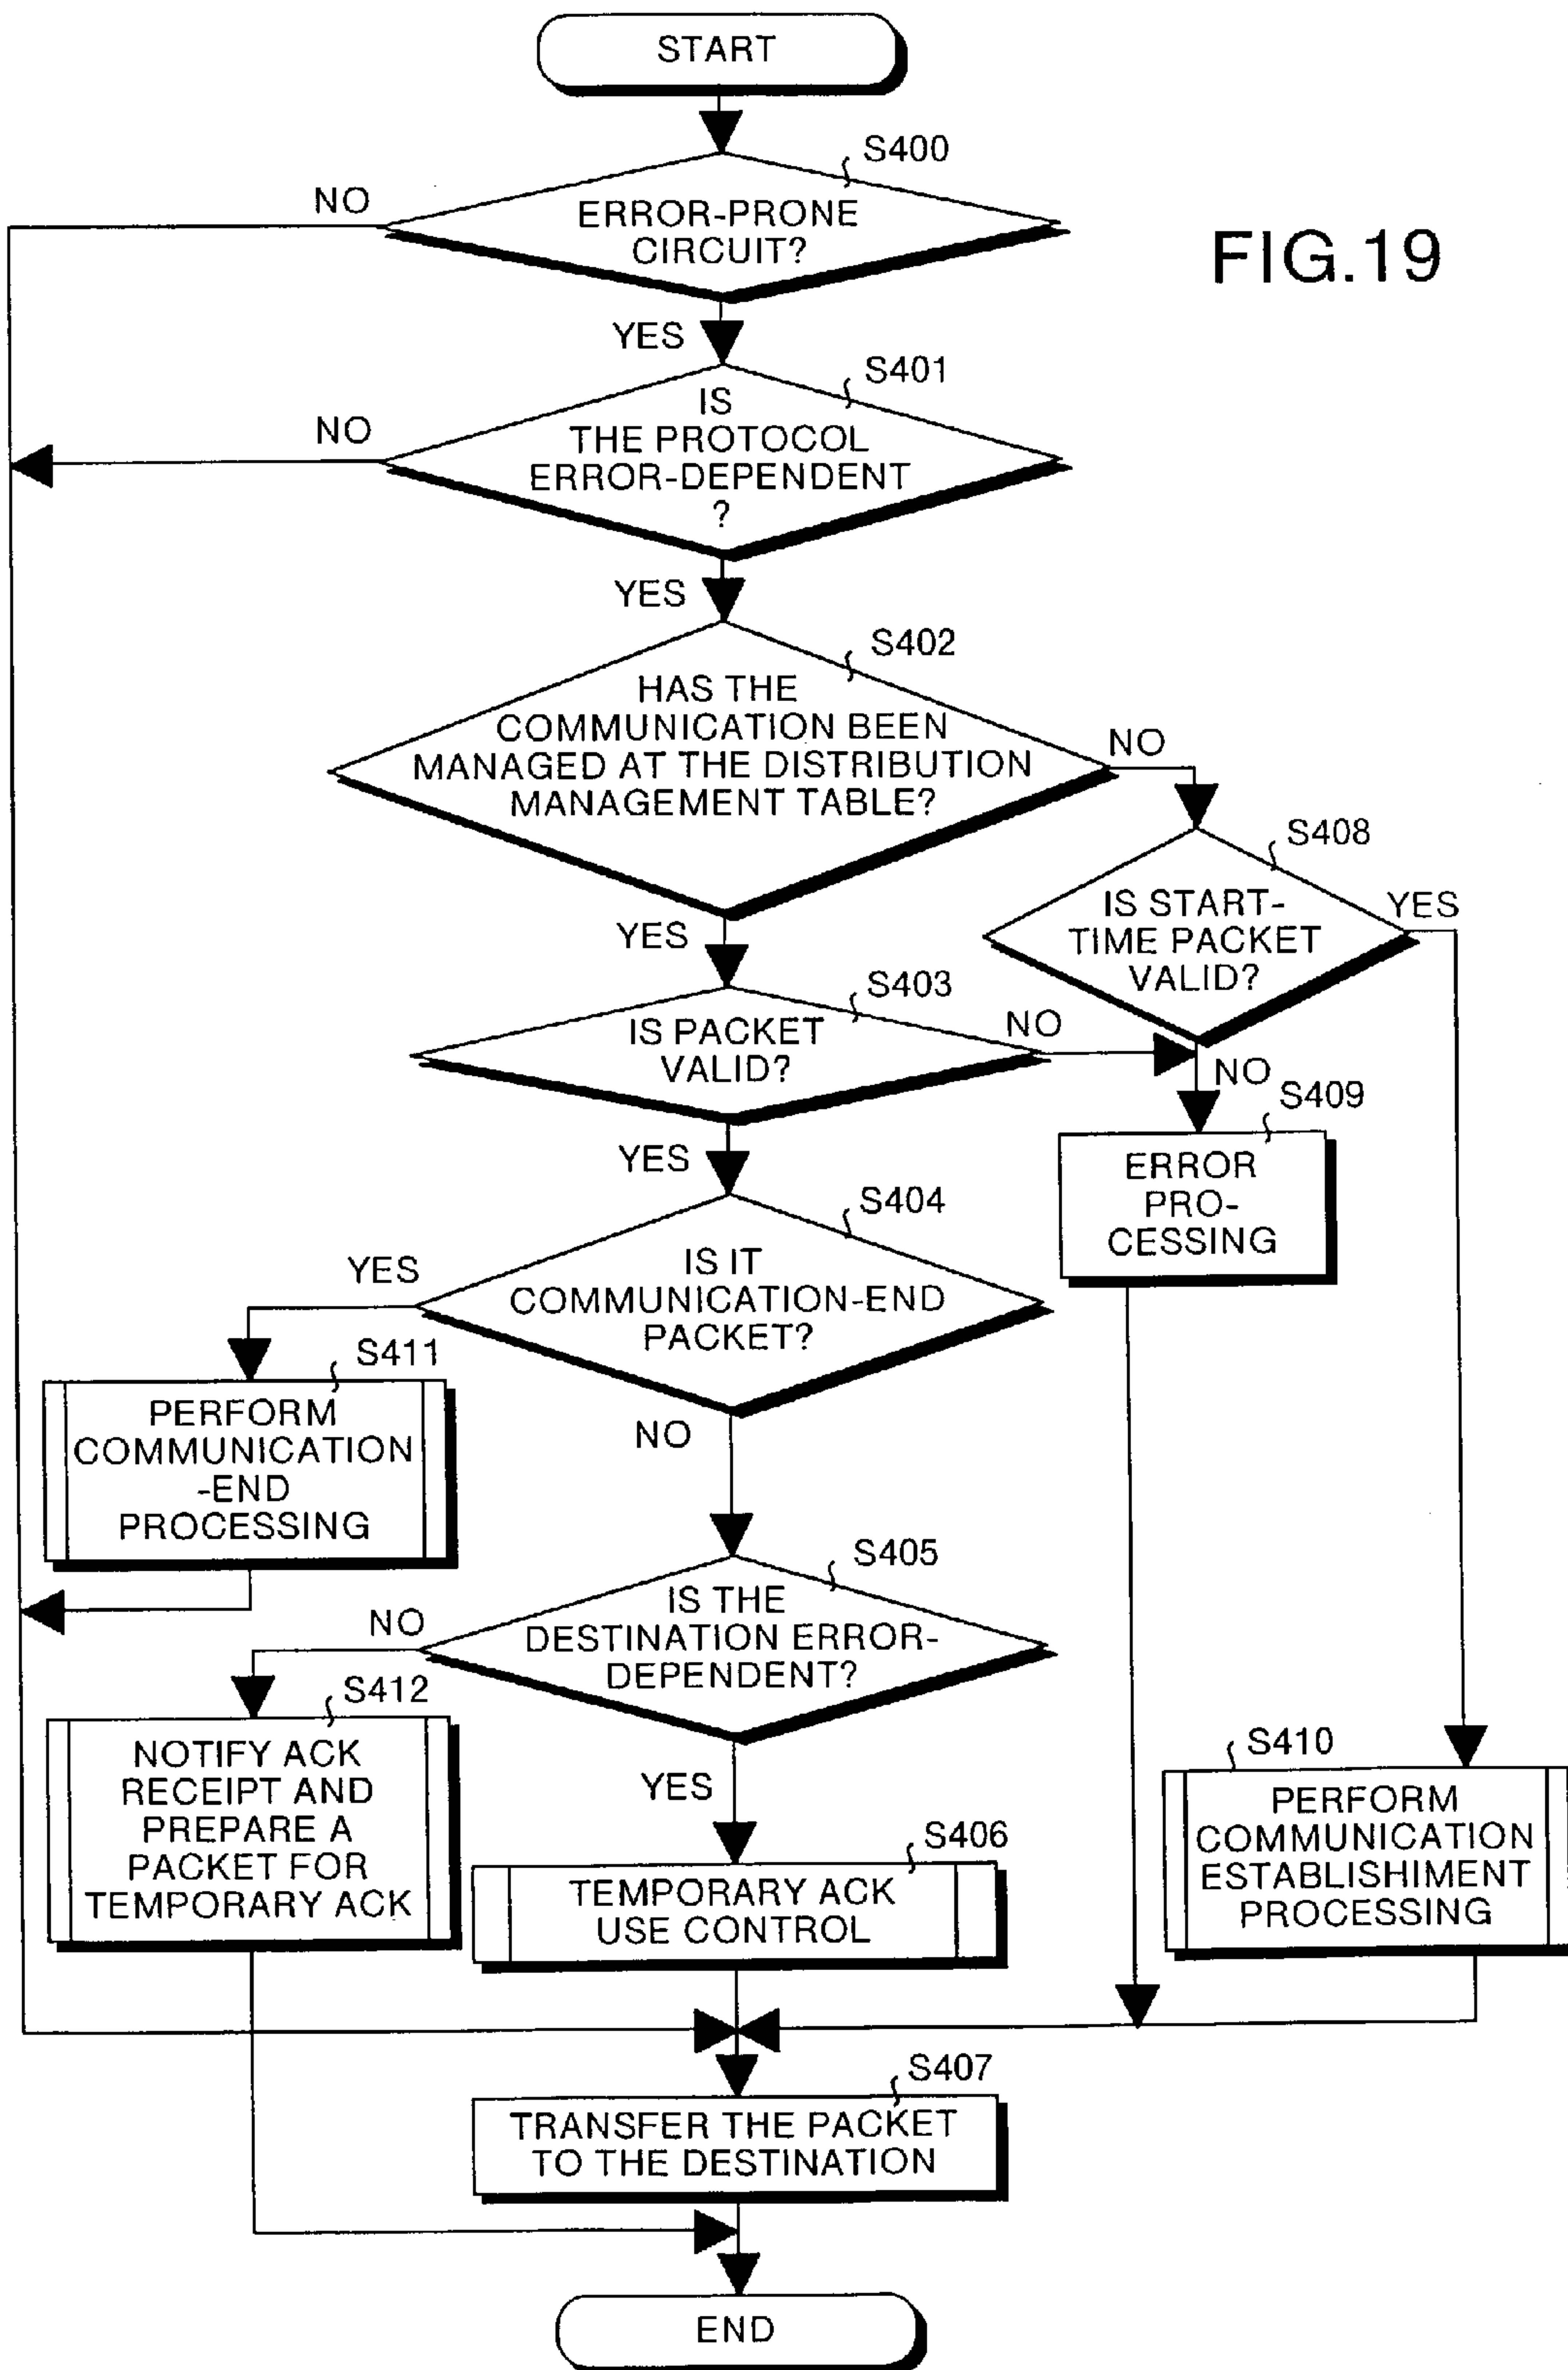 START
S400
NO
ERROR-PRONE
CIRCUIT?
FIG.19
YES
S401
IS
THE PROTOCOL
ERROR-DEPENDENT
?
NO
YES
S402
HAS THE
COMMUNICATION BEEN
MANAGED AT THE DISTRIBUTION
MANAGEMENT TABLE?
NO
S408
IS START-
TIME PACKET
VALID?
YES
YES
S403
IS PACKET
VALID?
NO
NO
S409
ERROR
PRO-
CESSING
YES
S404
IS IT
COMMUNICATION-END
PACKET?
YES
S411
PERFORM
COMMUNICATION
-END
PROCESSING
NO
S405
IS THE
DESTINATION ERROR-
DEPENDENT?
NO
S412
NOTIFY ACK
RECEIPT AND
PREPARE A
PACKET FOR
TEMPORARY ACK
YES
S406
TEMPORARY ACK
USE CONTROL
S410
PERFORM
COMMUNICATION
ESTABLISHIMENT
PROCESSING
S407
TRANSFER THE PACKET
TO THE DESTINATION
END